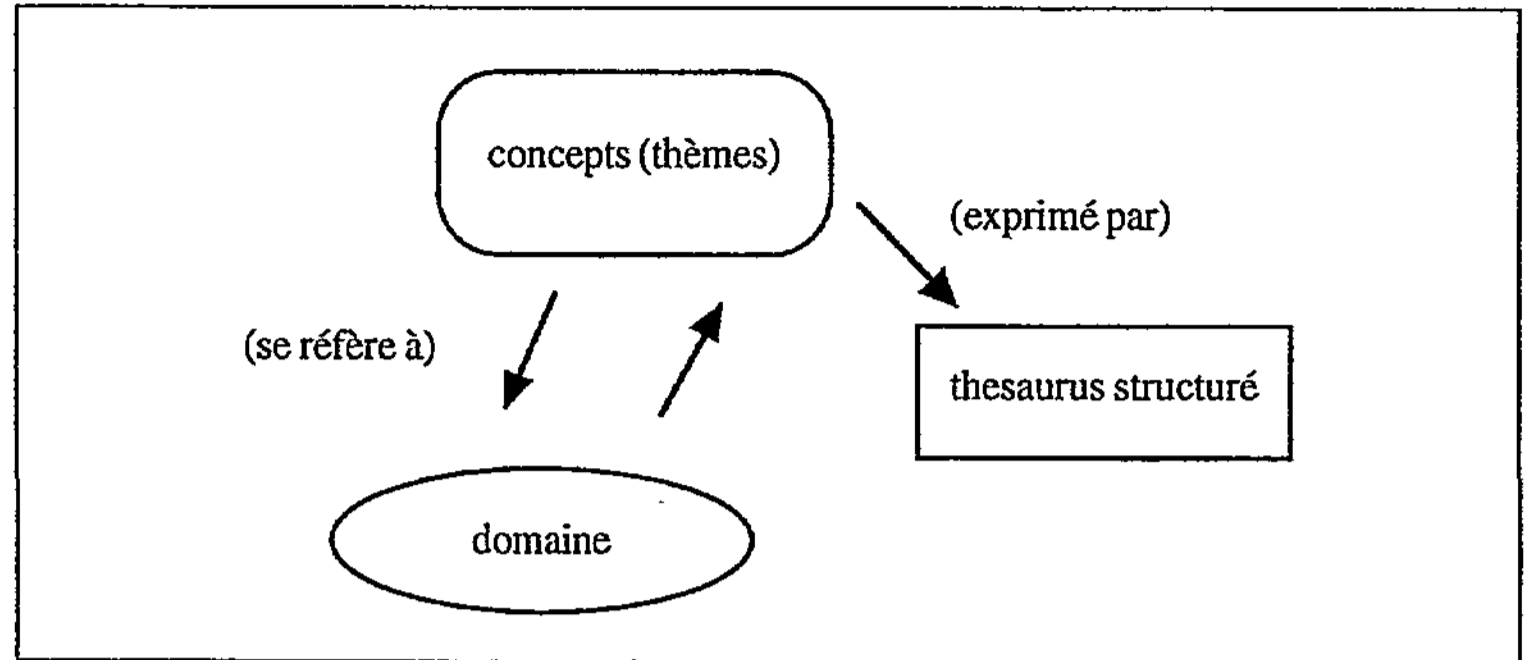 concepts (thèmes)
(exprimé par)
(se réfère à)
thesaurus structuré
domaine